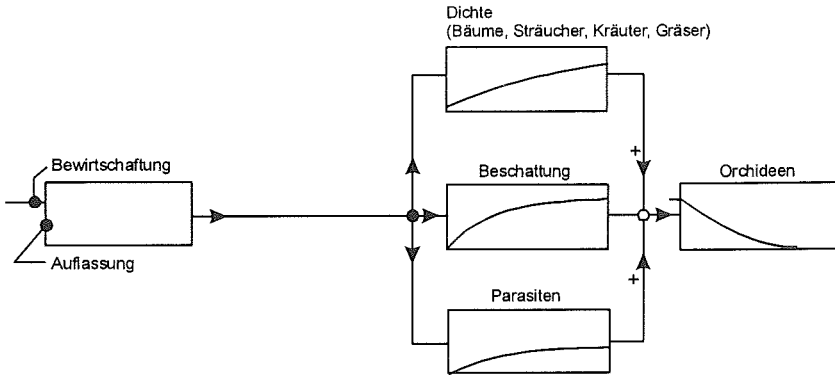 Dichte
(Bäume, Sträucher, Kräuter, Gräser)
Bewirtschaftung
Auflassung
+
Beschattung
Orchideen
Parasiten
+